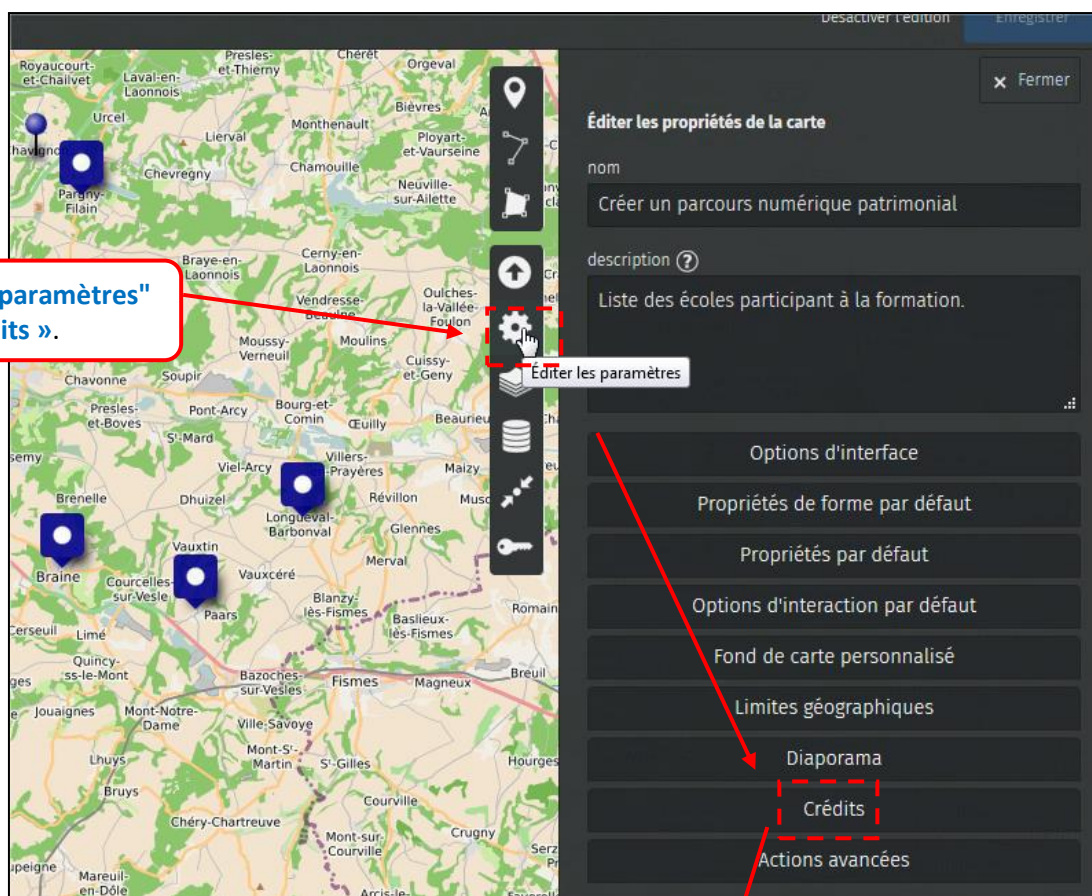 Désactiver l'édition
Enregistrer
× Fermer
Éditer les propriétés de la carte
nom
Créer un parcours numérique patrimonial
description ?
Liste des écoles participant à la formation.
Options d'interface
Propriétés de forme par défaut
Propriétés par défaut
Options d'interaction par défaut
Fond de carte personnalisé
Limites géographiques
Diaporama
Crédits
Actions avancées
Éditer les paramètres
paramètres"
its ».
Royaucourt-
et-Chailvet
Laval-en-
Laonnois
Presles-
et-Thierny
Chérêt
Orgeval
Urcel
Lierval
Monthenault
Bièvres
Ployart-
et-Vaurseine
Chevregny
Chamouille
Neuville-
sur-Ailette
Pargny-
Filain
Braye-en-
Laonnois
Cerny-en-
Laonnois
Vendresse-
Beaulne
Oulches-
la-Vallée-
Foulon
Moussy-
Verneuil
Moulins
Cuissy-
et-Geny
Chavonne
Soupir
Presles-
et-Boves
Pont-Arcy
Bourg-et-
Comin
Œuilly
Beaurieu
St-Mard
Viel-Arcy
Villers-
-Prayères
Maizy
Brenelle
Dhuizel
Révillon
Longueval-
Barbonval
Glennes
Vauxtin
Merval
Braine
Courcelles-
sur-Vesle
Vauxcéré
Paars
Blanzy-
lès-Fismes
Romain
Baslieux-
lès-Fismes
Limé
Quincy-
ss-le-Mont
Bazoches-
sur-Vesles
Fismes
Magneux
Breuil
Jouaignes
Mont-Notre-
Dame
Ville-Savoye
Lhuys
Mont-St-
Martin
St-Gilles
Hourges
Bruys
Courville
Chéry-Chartreuve
Mont-sur-
Courville
Crugny
Mareuil-
en-Dôle
Arcis-le-